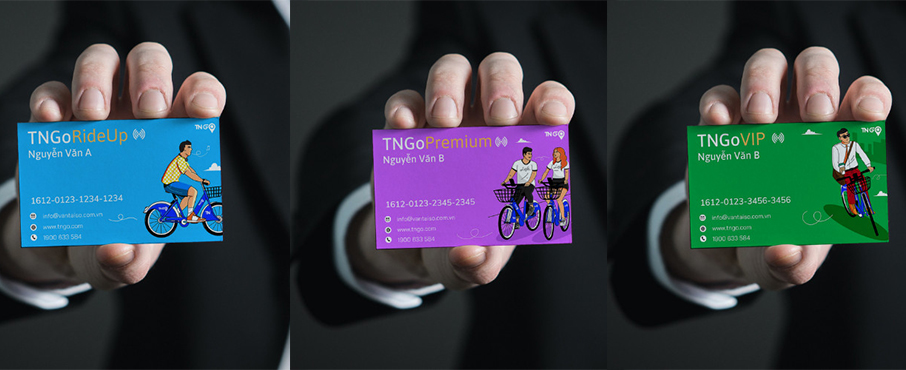 TNGoRideUp
TNGO
Nguyễn Văn A
1612-0123-1234-1234
info@vantaiso.com.vn
www.tngo.com
1900 633 584
TNGoPremium
TNGO
Nguyễn Văn B
1612-0123-2345-2345
info@vantaiso.com.vn
www.tngo.com
1900 633 584
TNGoVIP
TNGO
Nguyễn Văn B
1612-0123-3456-3456
info@vantaiso.com.vn
www.tngo.com
1900 633 584